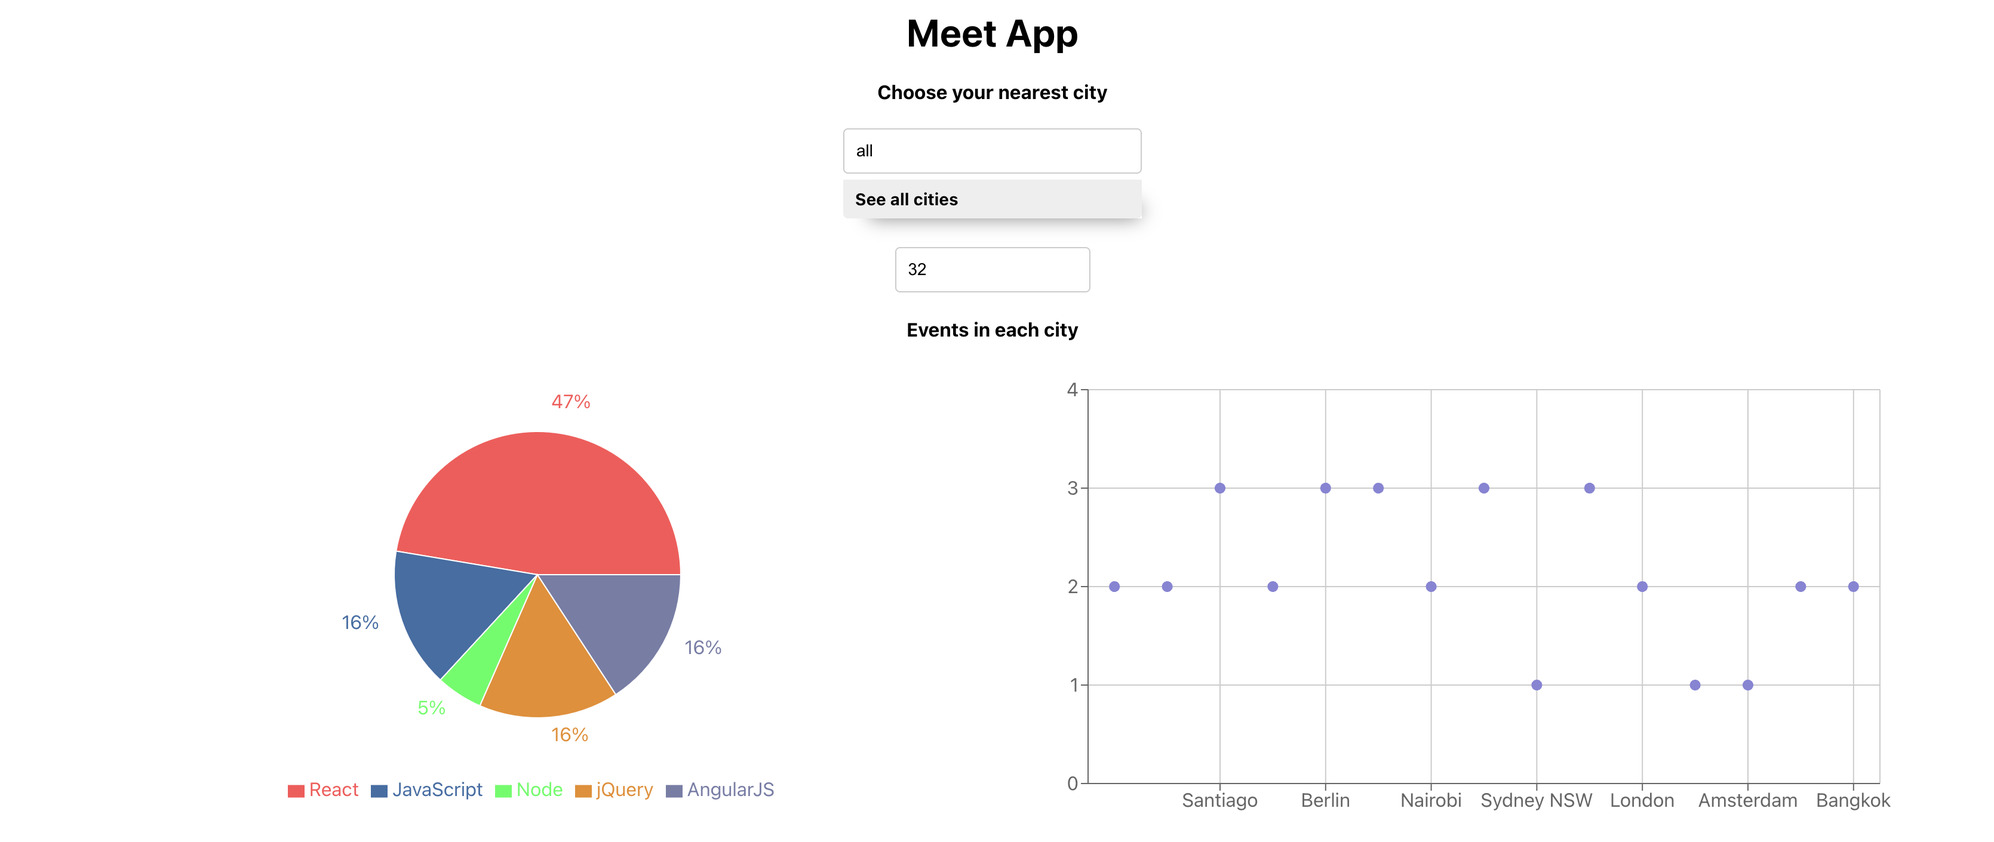 Meet App
Choose your nearest city
all
See all cities
32
Events in each city
47%
16%
16%
5%
16%
React JavaScript Node jQuery AngularJS
4
3
2
1
0
Santiago Berlin Nairobi Sydney NSW London Amsterdam Bangkok